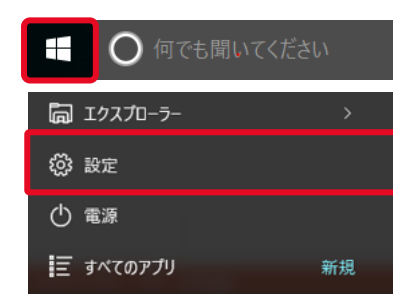 何でも聞いてください
エクスプローラー
設定
電源
すべてのアプリ 新規